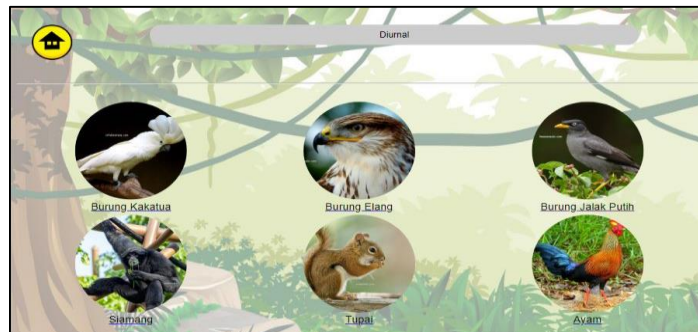 Diurnal
Burung Kakatua
Burung Elang
Burung Jalak Putih
Siamang
Tupai
Ayam